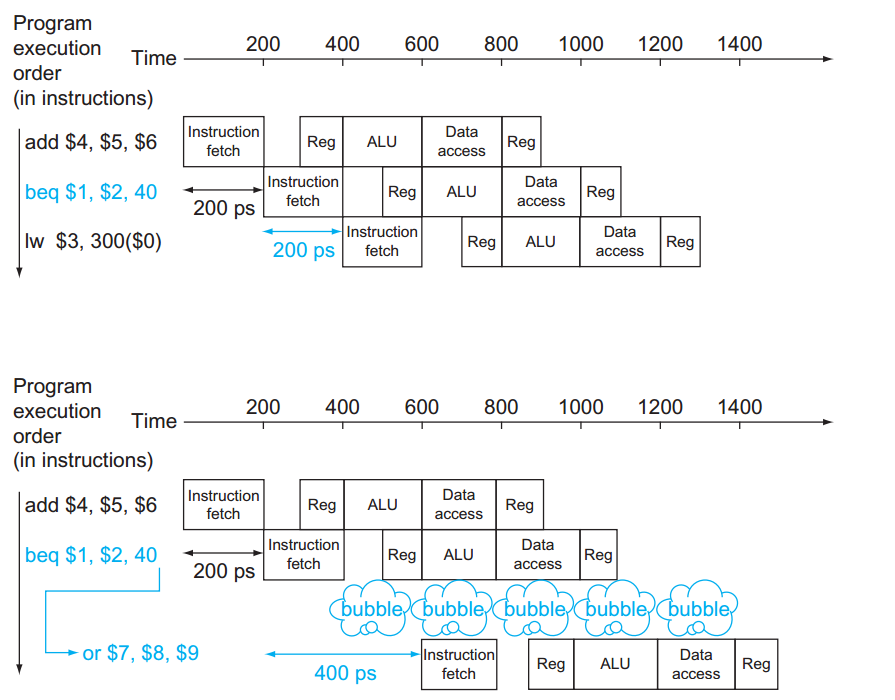 Program
execution
order
(in instructions)
Time
200 400 600 800 1000 1200 1400
add $4, $5, $6
Instruction
fetch
Reg
ALU
Data
access
Reg
beq $1, $2, 40
200 ps
Instruction
fetch
Reg
ALU
Data
access
Reg
lw $3, 300($0)
200 ps
Instruction
fetch
Reg
ALU
Data
access
Reg
Program
execution
order
(in instructions)
Time
200 400 600 800 1000 1200 1400
add $4, $5, $6
Instruction
fetch
Reg
ALU
Data
access
Reg
beq $1, $2, 40
200 ps
Instruction
fetch
Reg
ALU
Data
access
Reg
bubble bubble bubble bubble bubble
or $7, $8, $9
400 ps
Instruction
fetch
Reg
ALU
Data
access
Reg